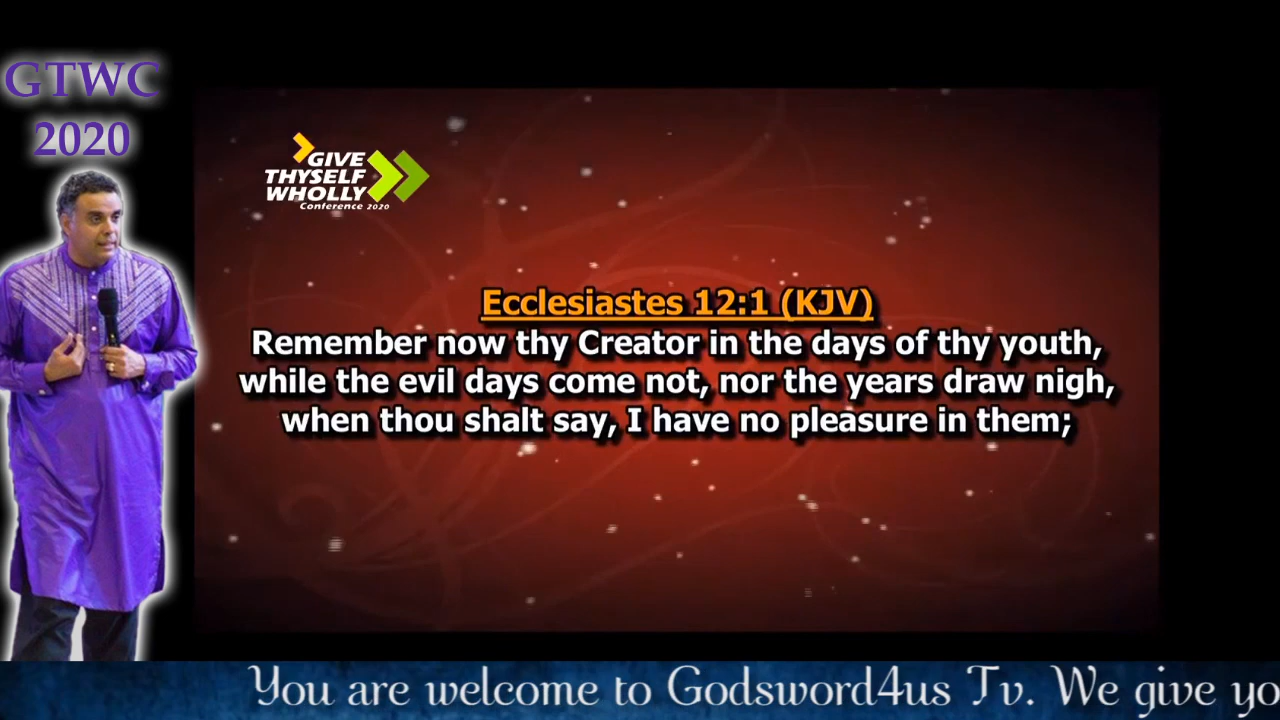 GTWC
2020
GIVE
THYSELF
WHOLLY
Conference 2020
Ecclesiastes 12:1 (KJV)
Remember now thy Creator in the days of thy youth,
while the evil days come not, nor the years draw nigh,
when thou shalt say, I have no pleasure in them;
You are welcome to Godsword4us Tv. We give yo